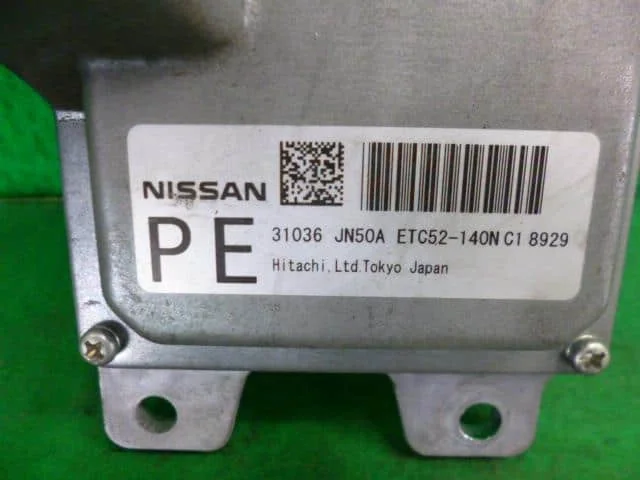 NISSAN
PE
31036 JN50A ETC52-140N C1 8929
Hitachi,Ltd.Tokyo Japan